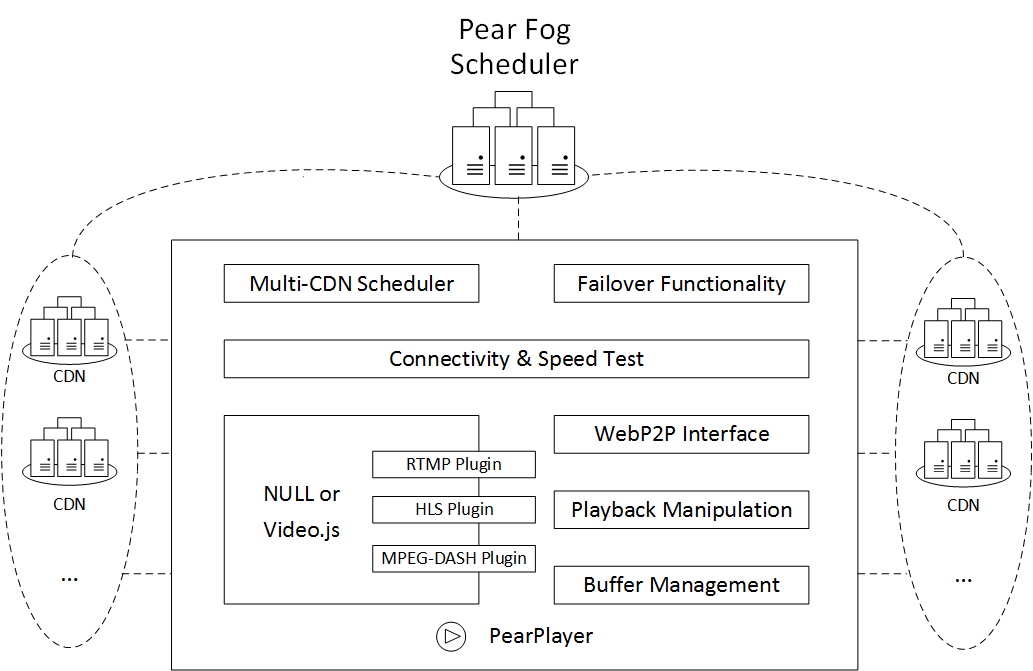 Pear Fog
Scheduler
Multi-CDN Scheduler
Failover Functionality
Connectivity & Speed Test
CDN
CDN
...
NULL or
Video.js
RTMP Plugin
HLS Plugin
MPEG-DASH Plugin
WebP2P Interface
Playback Manipulation
Buffer Management
CDN
CDN
...
PearPlayer